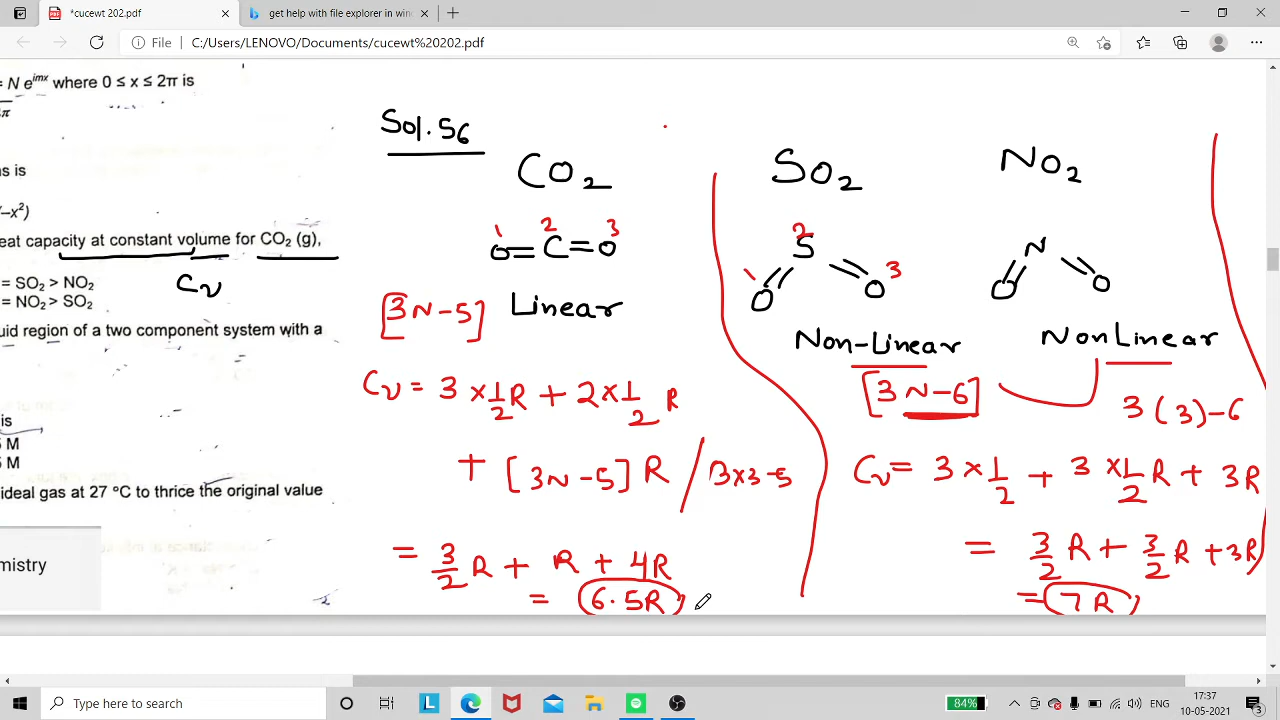 *cucewt 202.pdf
get help with file explorer in win
File
C:/Users/LENOVO/Documents/cucewt%20202.pdf
= N e^imx where 0 ≤ x ≤ 2π is
as is
(–x²)
eat capacity at constant volume for CO₂ (g),
Cv
= SO₂ > NO₂
= NO₂ > SO₂
uid region of a two component system with a
is
5 M
5 M
ideal gas at 27 °C to thrice the original value
mistry
Sol. 56
CO₂
1 2 3
O=C=O
[3N-5] Linear
Cv = 3 × 1/2 R + 2 × 1/2 R
+ [3N-5] R / 3×3-5
= 3/2 R + R + 4R
= 6.5R
SO₂
2
S
1 3
O O
Non-Linear
[3N-6]
NO₂
N
O O
NonLinear
3(3)-6
Cv = 3 × 1/2 + 3 × 1/2 R + 3R
= 3/2 R + 3/2 R + 3R
= 7R
Type here to search
84%
ENG
17:37
10-05-2021
3